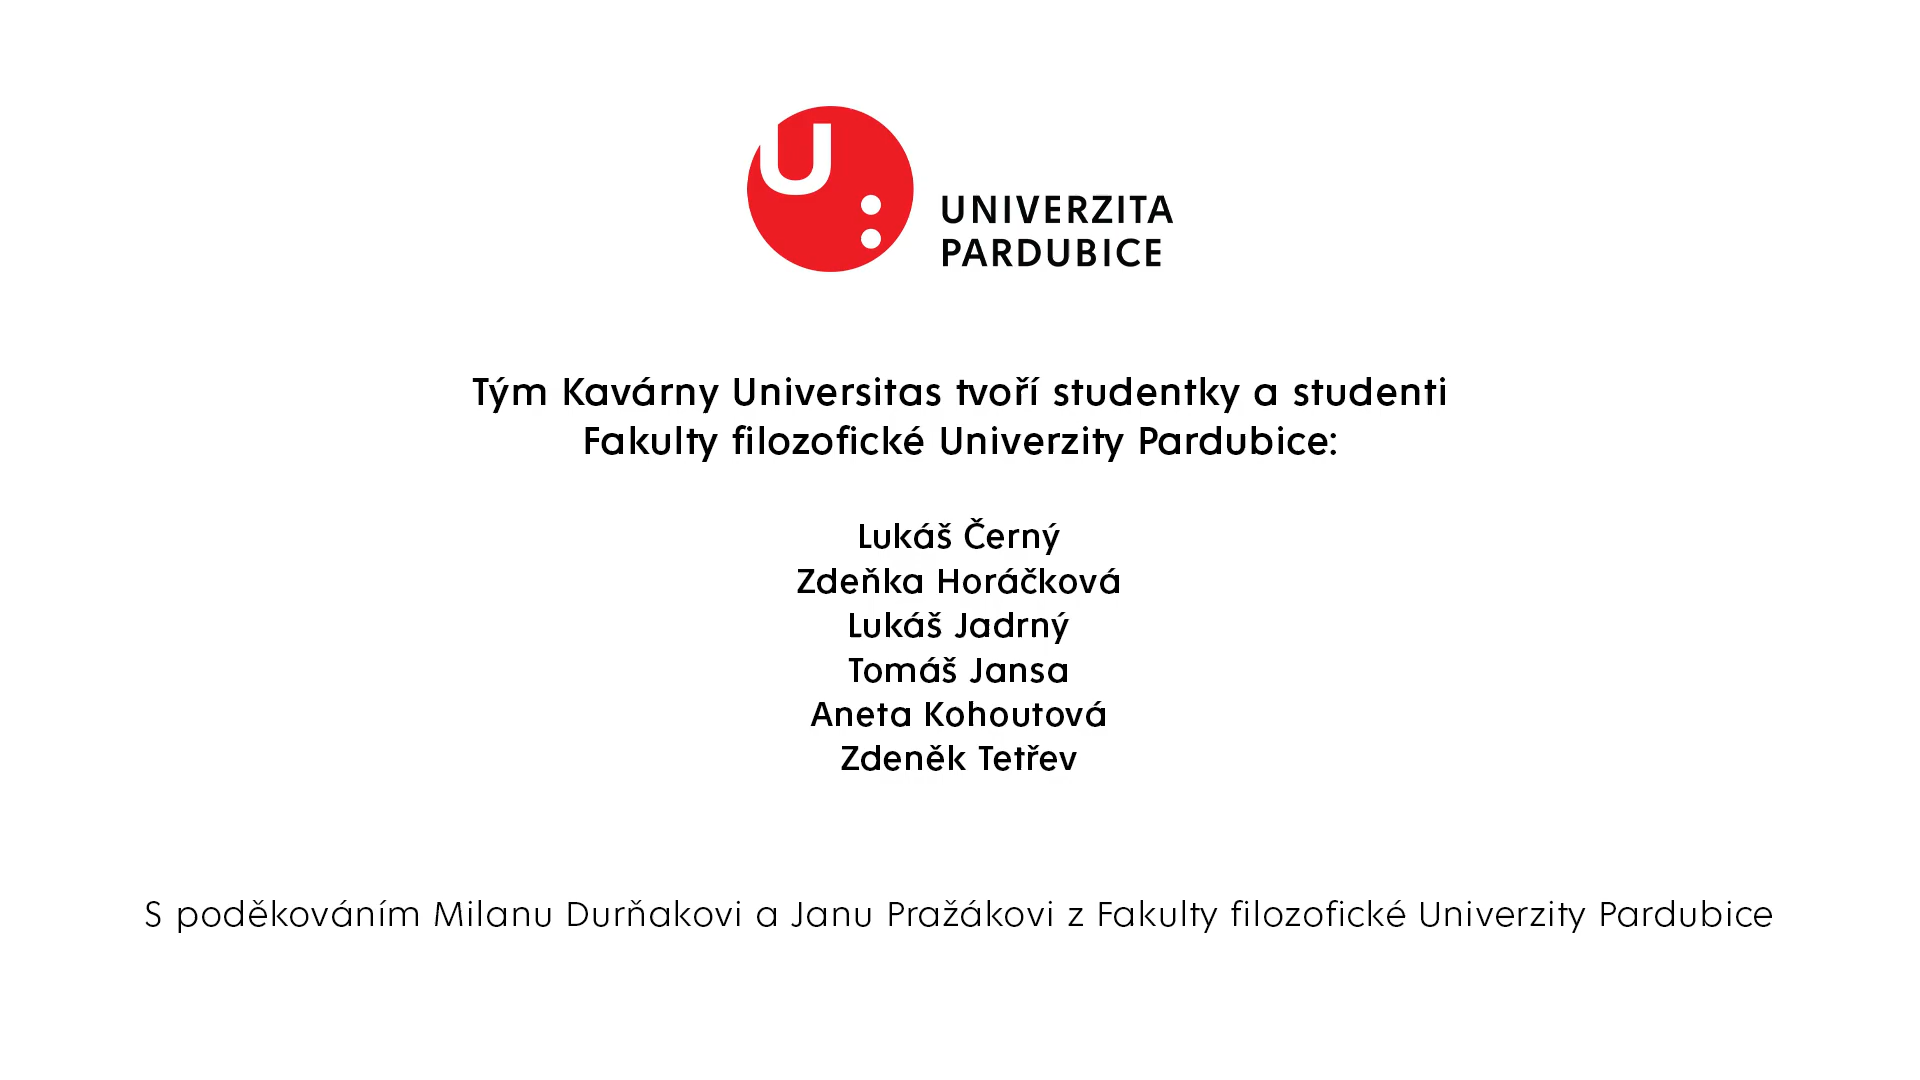 U:
UNIVERZITA
PARDUBICE
Tým Kavárny Universitas tvoří studentky a studenti
Fakulty filozofické Univerzity Pardubice:
Lukáš Černý
Zdeňka Horáčková
Lukáš Jadrný
Tomáš Jansa
Aneta Kohoutová
Zdeněk Tetřev
S poděkováním Milanu Durňakovi a Janu Pražákovi z Fakulty filozofické Univerzity Pardubice